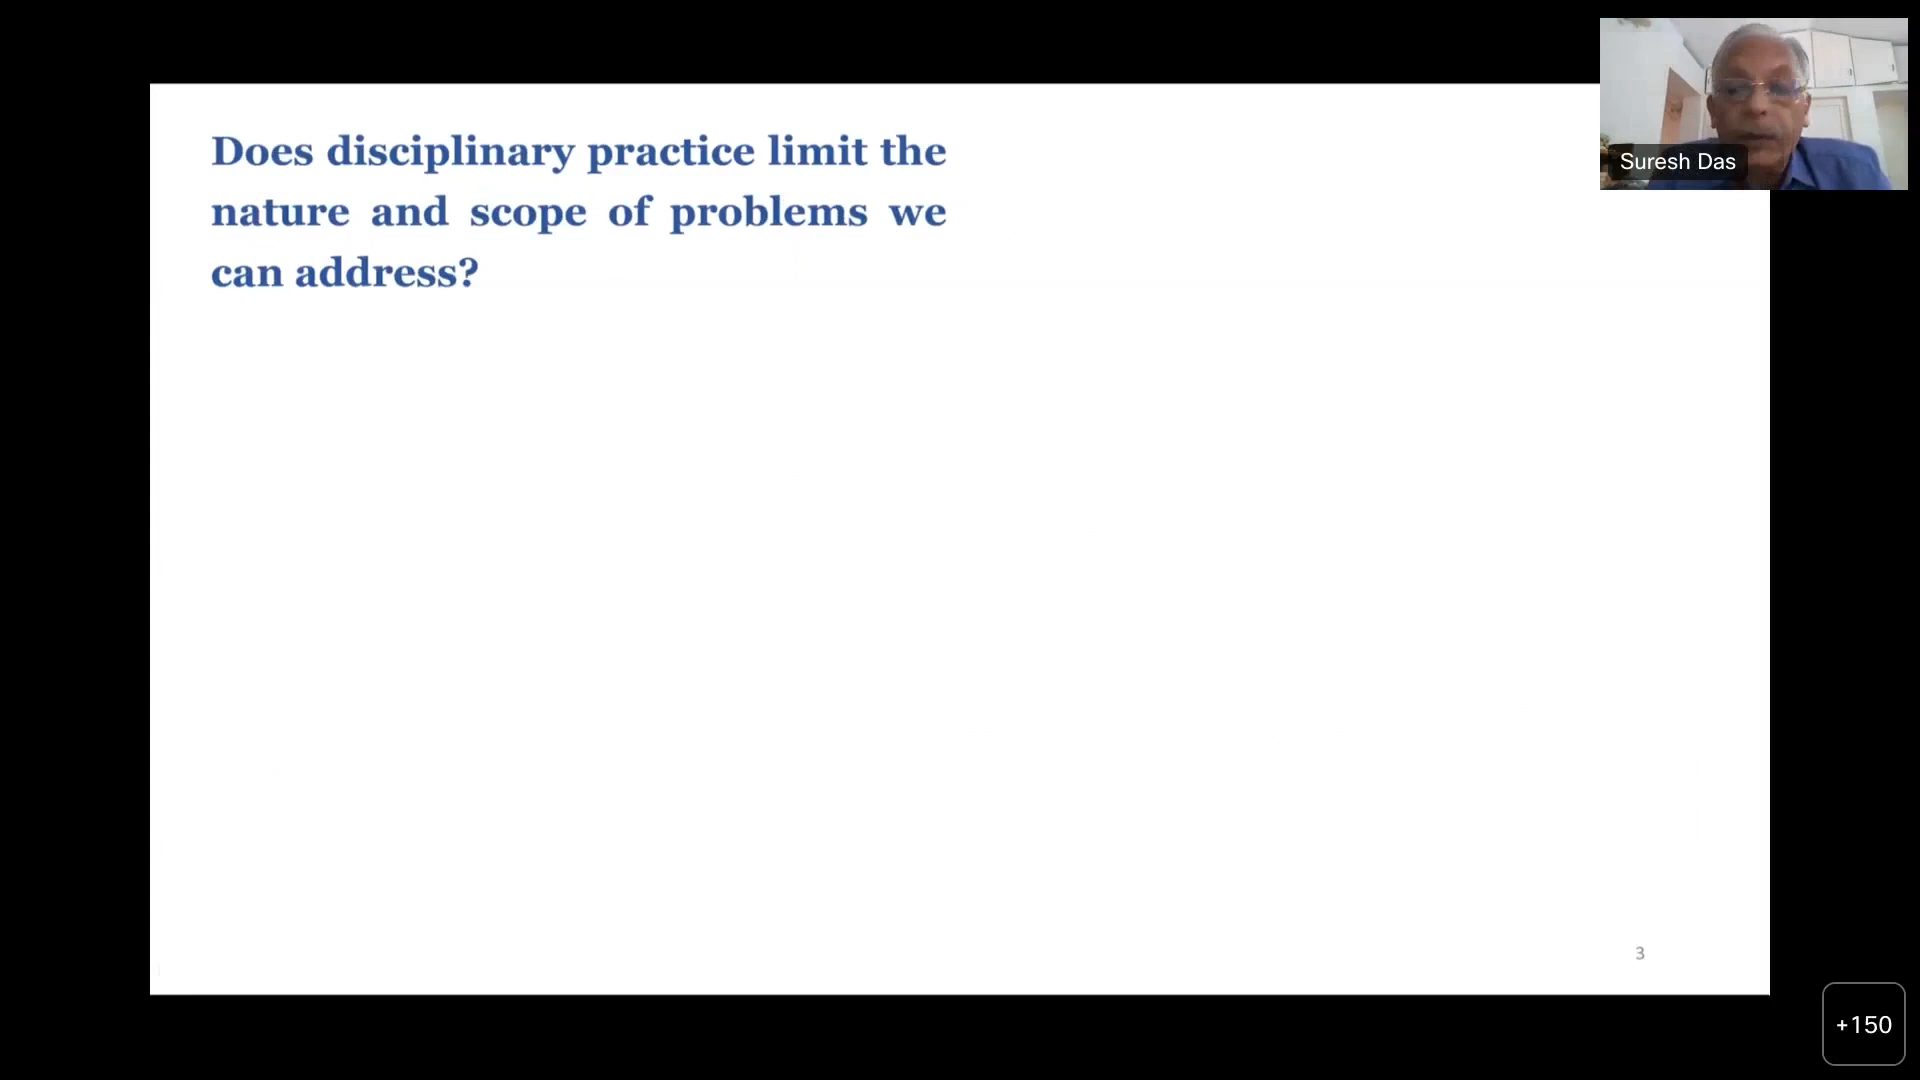 Does disciplinary practice limit the
nature and scope of problems we
can address?
Suresh Das
3
+150